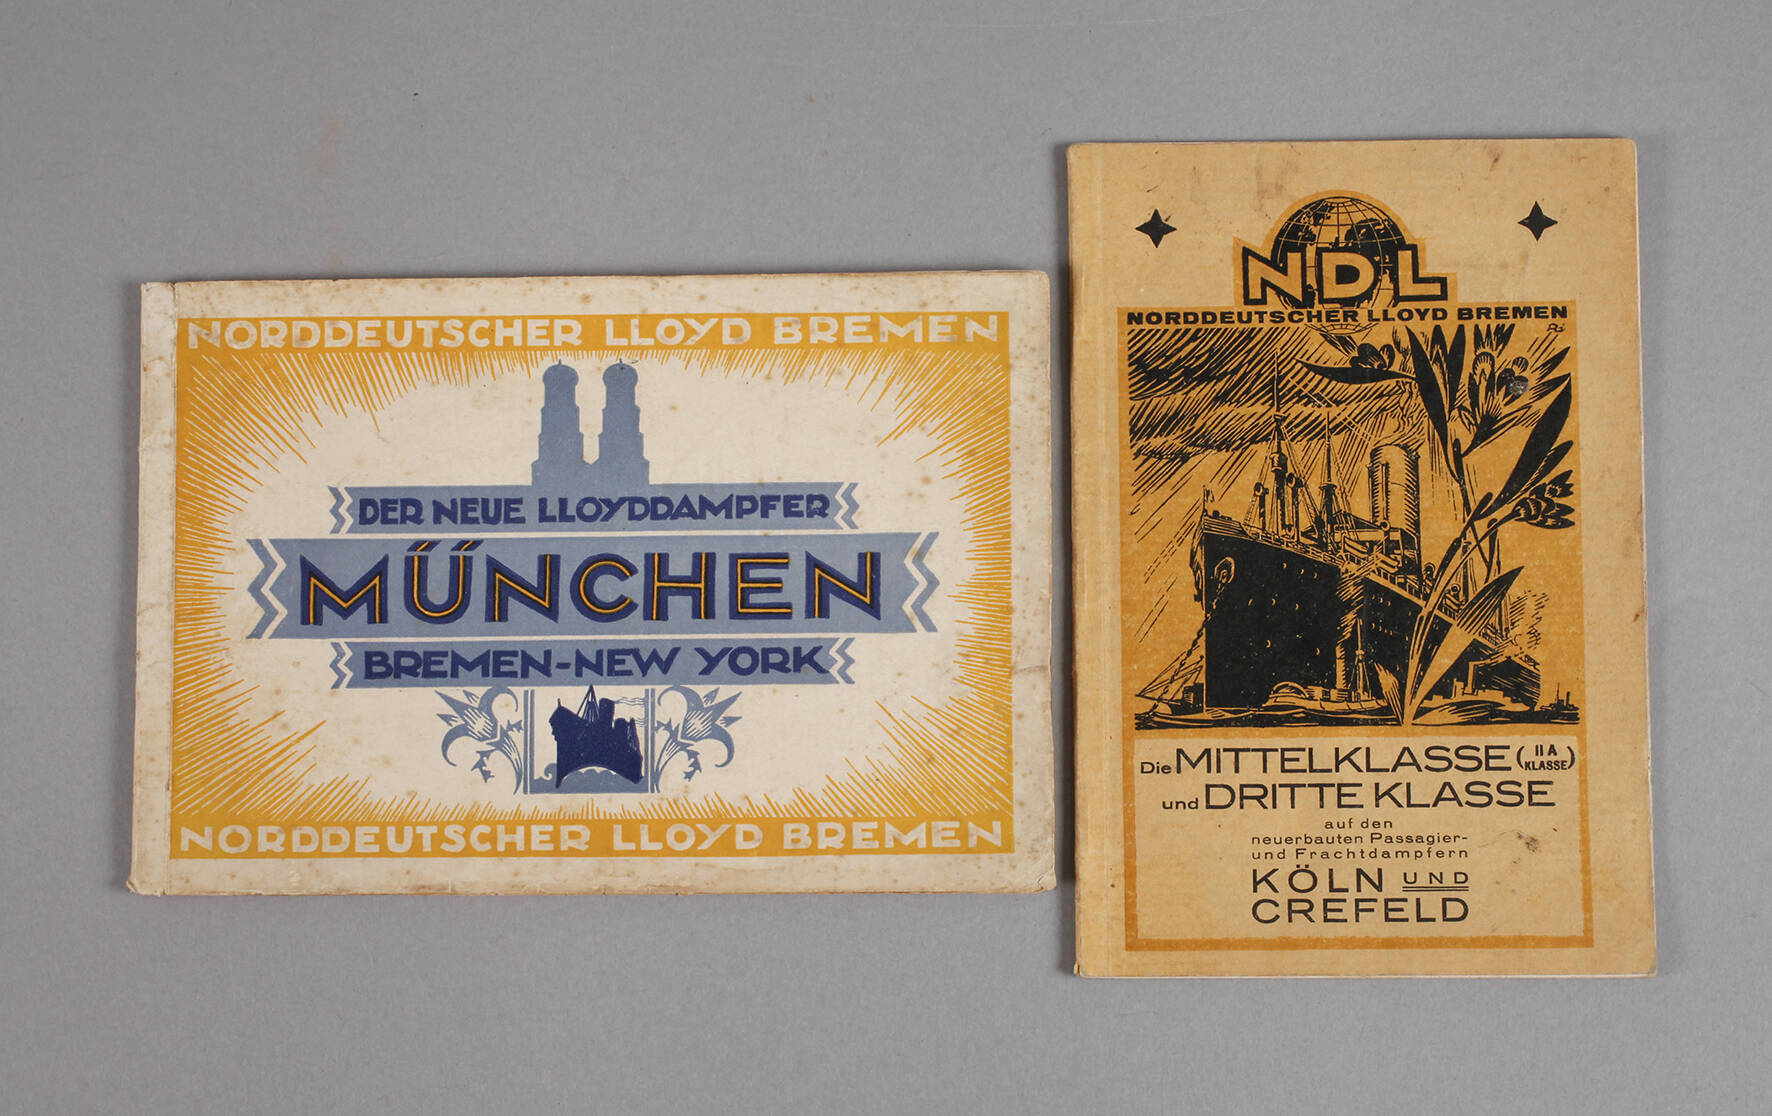 NORDDEUTSCHER LLOYD BREMEN
DER NEUE LLOYDDAMPFER
MÜNCHEN
BREMEN-NEW YORK
NORDDEUTSCHER LLOYD BREMEN
NDL
NORDDEUTSCHER LLOYD BREMEN
Die MITTELKLASSE (II A KLASSE)
und DRITTE KLASSE
auf den
neuerbauten Passagier-
und Frachtdampfern
KÖLN UND
CREFELD